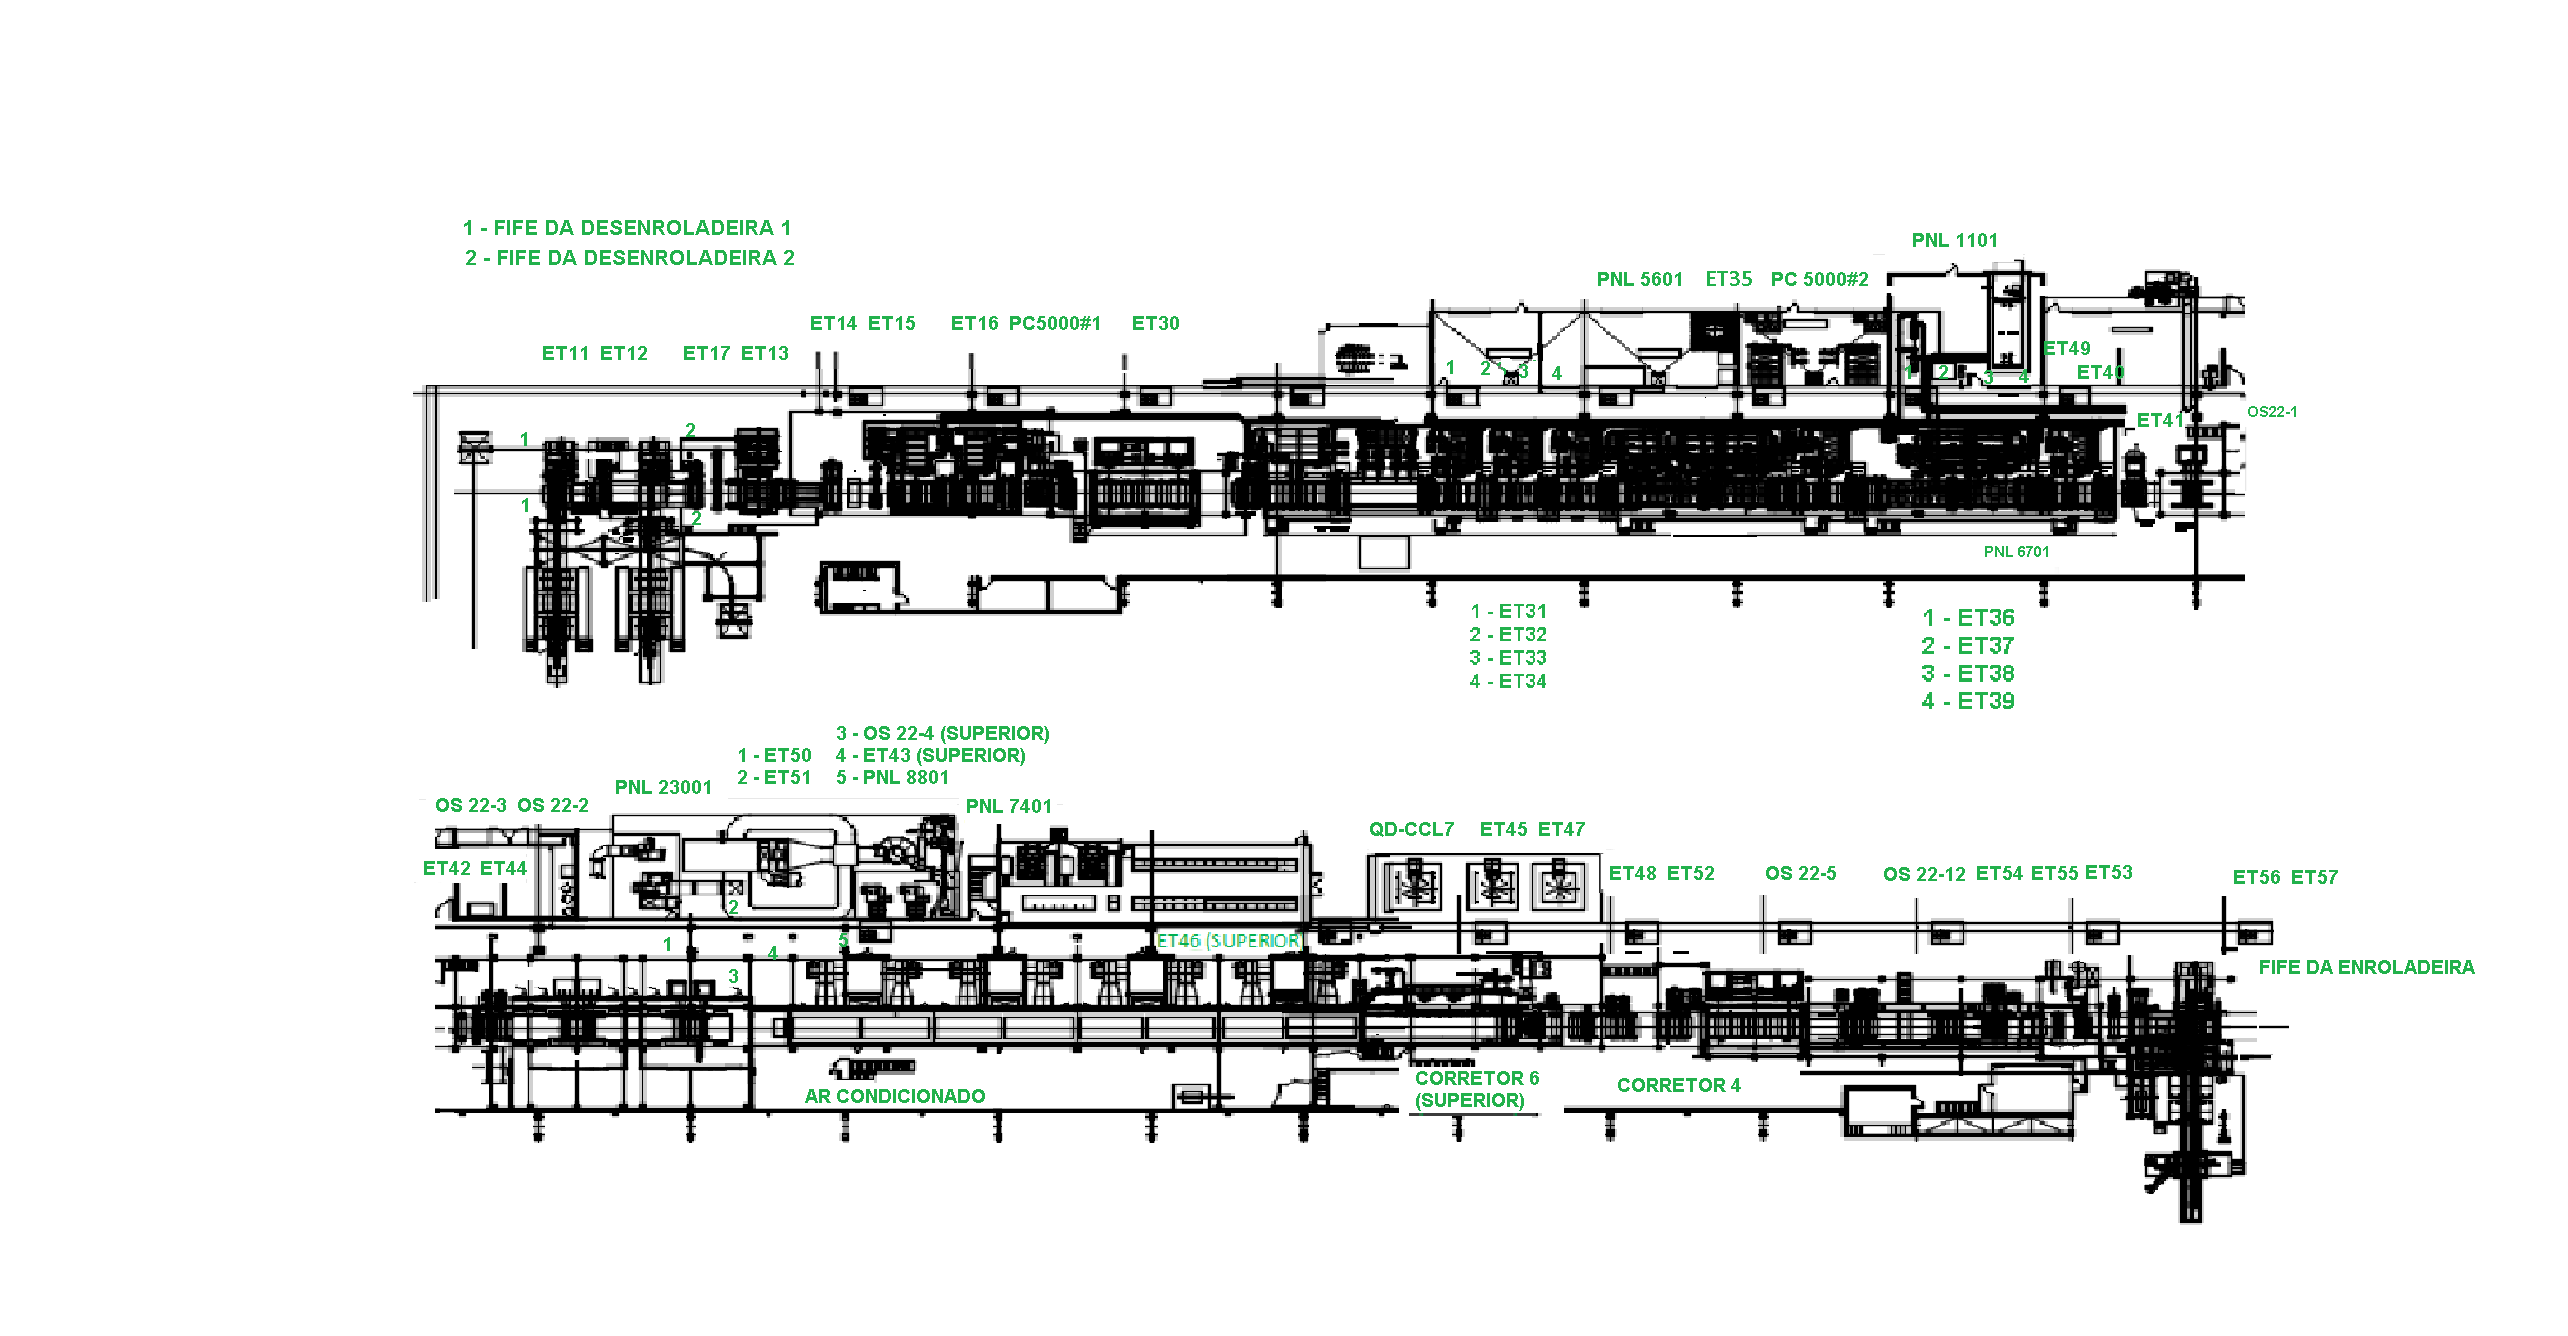 1 - FIFE DA DESENROLADEIRA 1
2 - FIFE DA DESENROLADEIRA 2
PNL 1101
PNL 5601 ET35 PC 5000#2
ET14 ET15 ET16 PC5000#1 ET30
ET11 ET12 ET17 ET13
ET49
1 2 3 4
1 2 3 4
ET40
OS22-1
ET41
1 2
1 2
PNL 6701
1 - ET31
2 - ET32
3 - ET33
4 - ET34
1 - ET36
2 - ET37
3 - ET38
4 - ET39
3 - OS 22-4 (SUPERIOR)
1 - ET50 4 - ET43 (SUPERIOR)
2 - ET51 5 - PNL 8801
PNL 23001
OS 22-3 OS 22-2
PNL 7401
QD-CCL7 ET45 ET47
ET42 ET44
ET48 ET52 OS 22-5 OS 22-12 ET54 ET55 ET53
ET56 ET57
2
1 4 5
ET46 (SUPERIOR)
3
FIFE DA ENROLADEIRA
AR CONDICIONADO
CORRETOR 6
(SUPERIOR)
CORRETOR 4